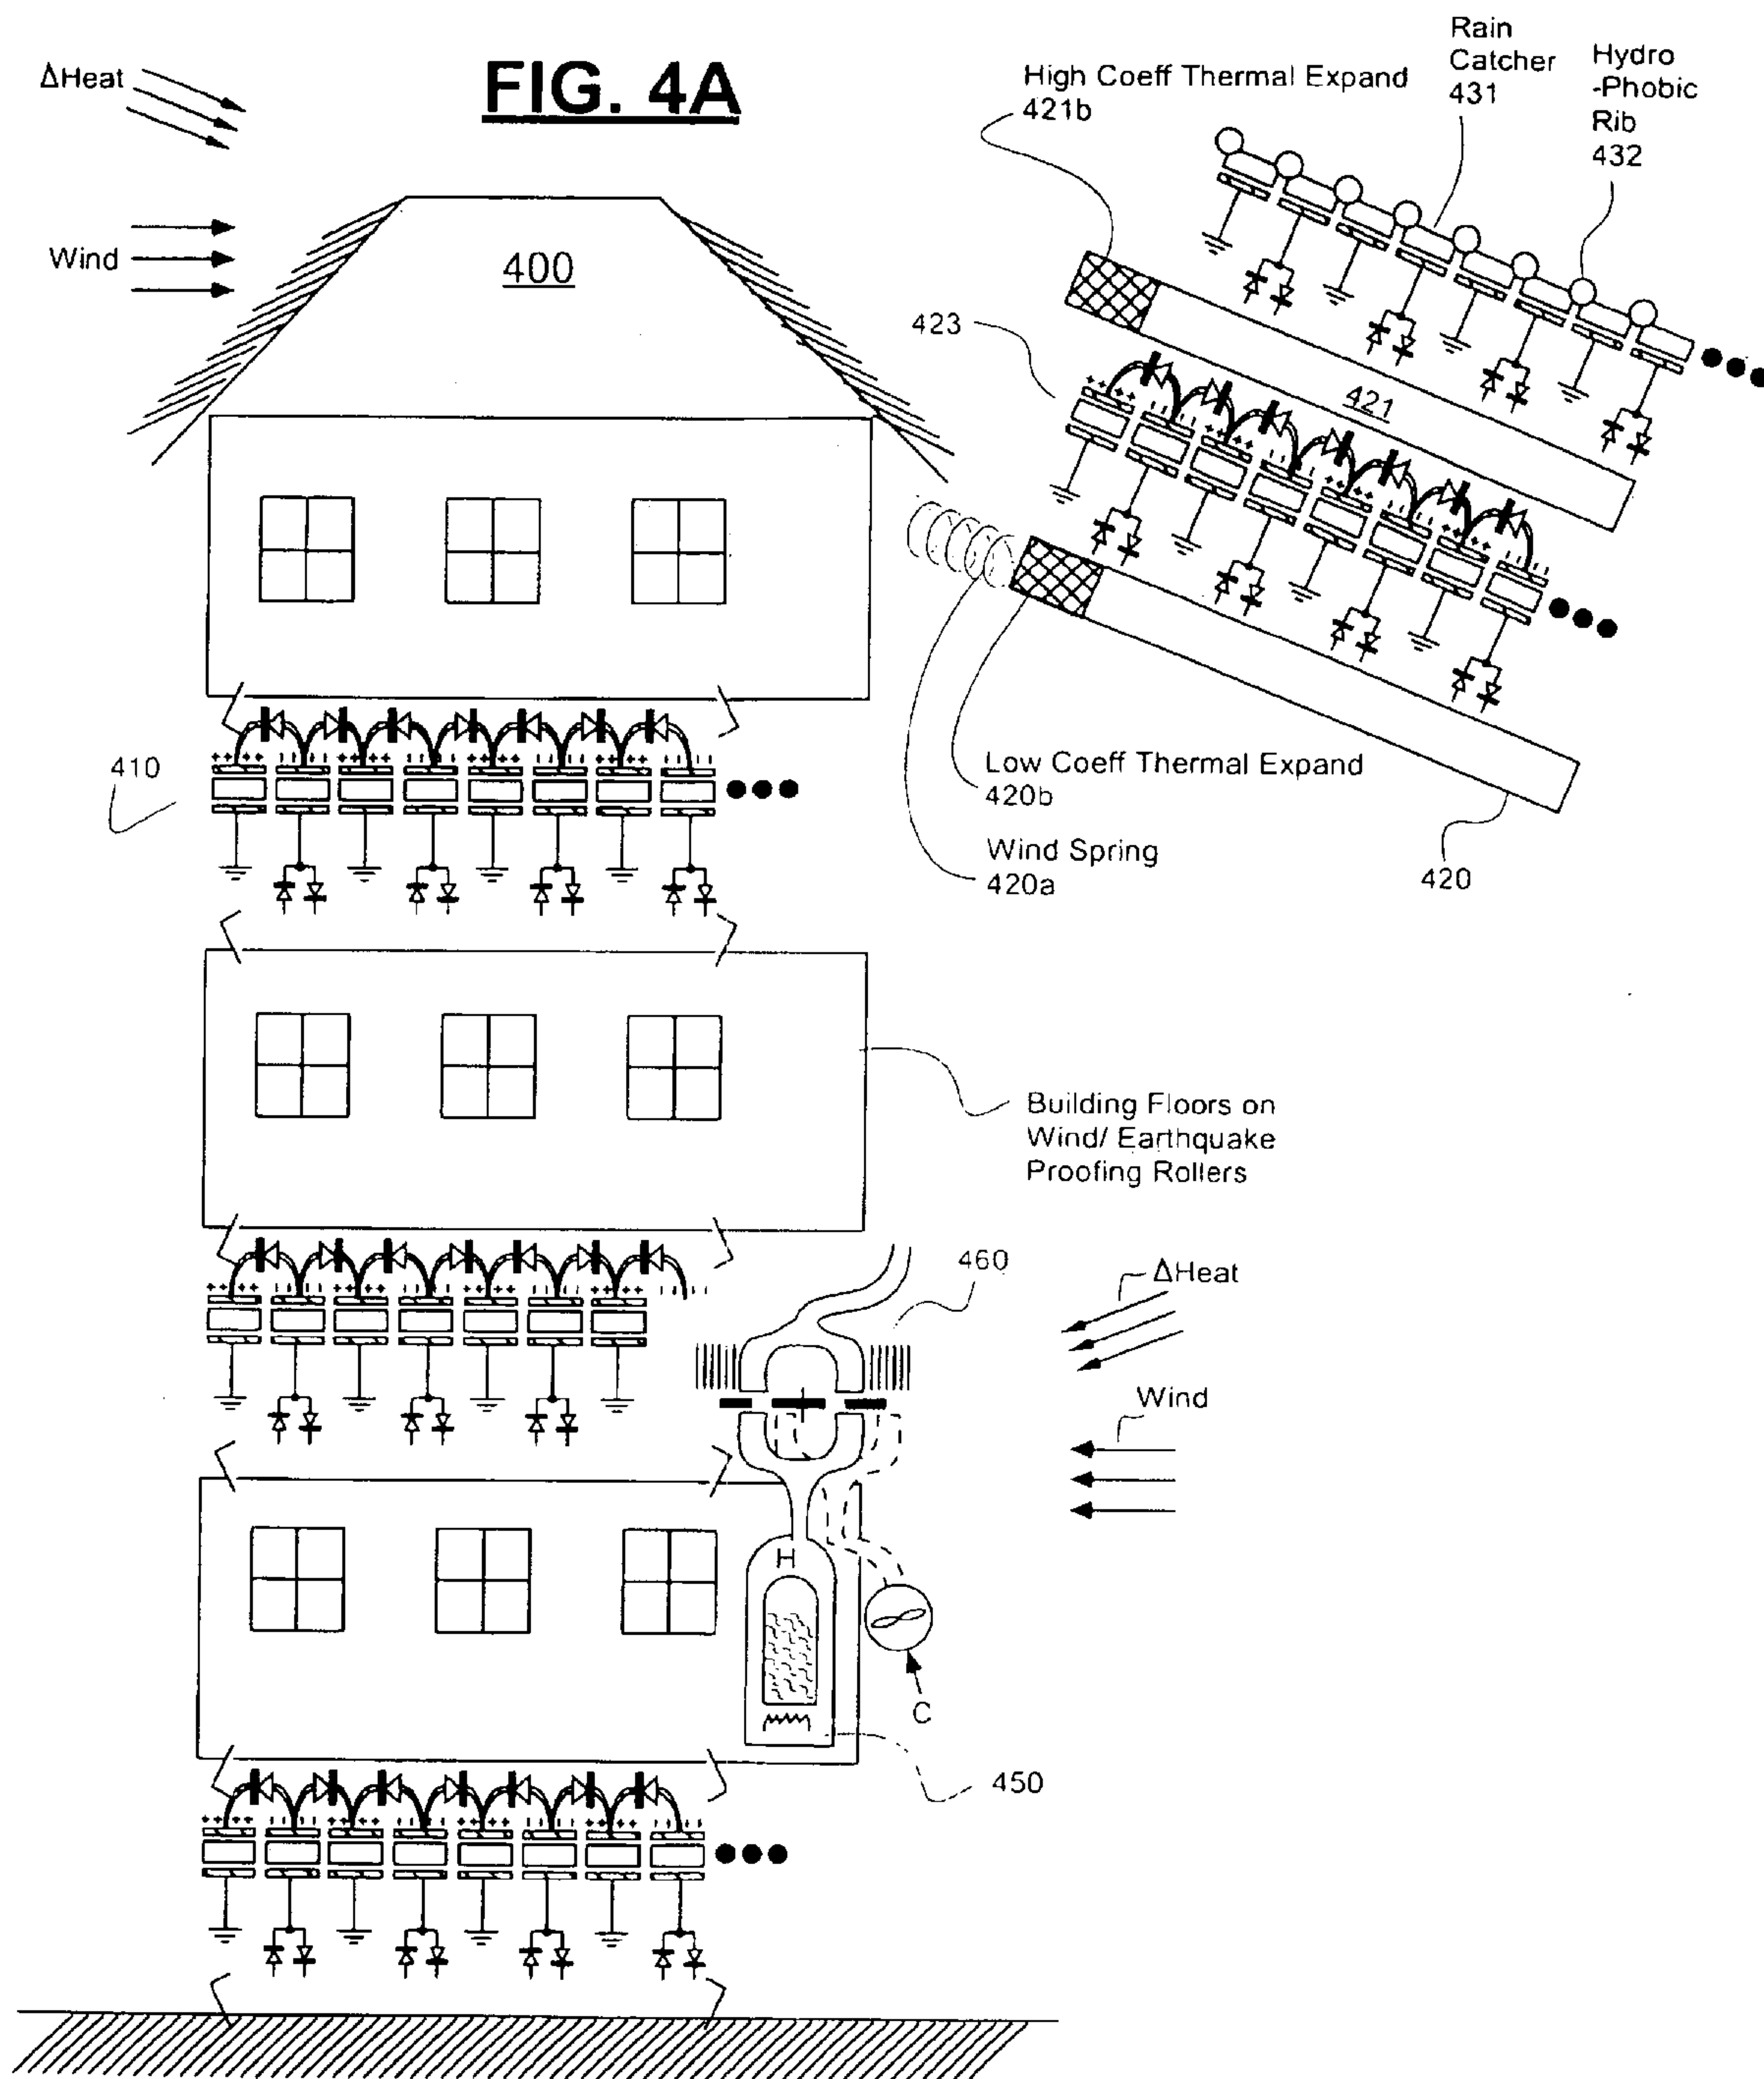 FIG. 4A
ΔHeat
Wind
400
High Coeff Thermal Expand
421b
Rain
Catcher
431
Hydro
-Phobic
Rib
432
423
421
410
Low Coeff Thermal Expand
420b
Wind Spring
420a
420
Building Floors on
Wind/ Earthquake
Proofing Rollers
460
ΔHeat
Wind
H
C
450